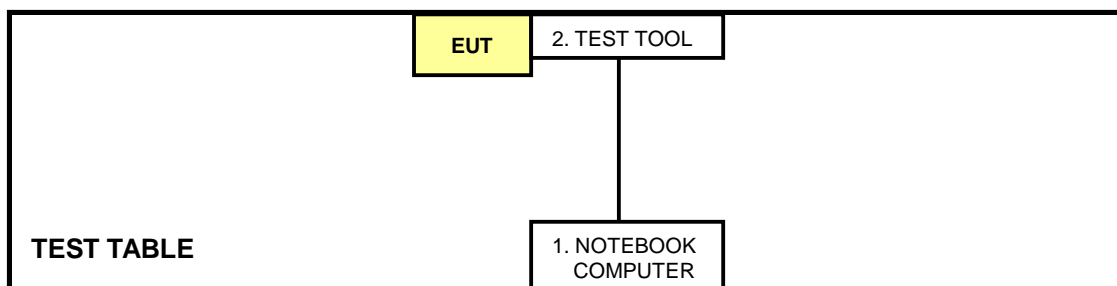 EUT
2. TEST TOOL
TEST TABLE
1. NOTEBOOK
COMPUTER